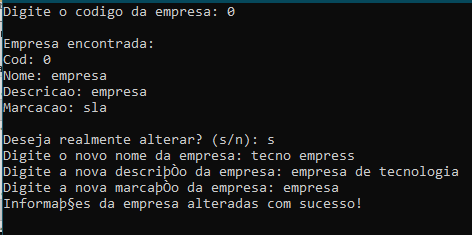 Digite o codigo da empresa: 0
Empresa encontrada:
Cod: 0
Nome: empresa
Descricao: empresa
Marcacao: sla
Deseja realmente alterar? (s/n): s
Digite o novo nome da empresa: tecno empress
Digite a nova descriþÒo da empresa: empresa de tecnologia
Digite a nova marcaþÒo da empresa: empresa
Informaþ§es da empresa alteradas com sucesso!